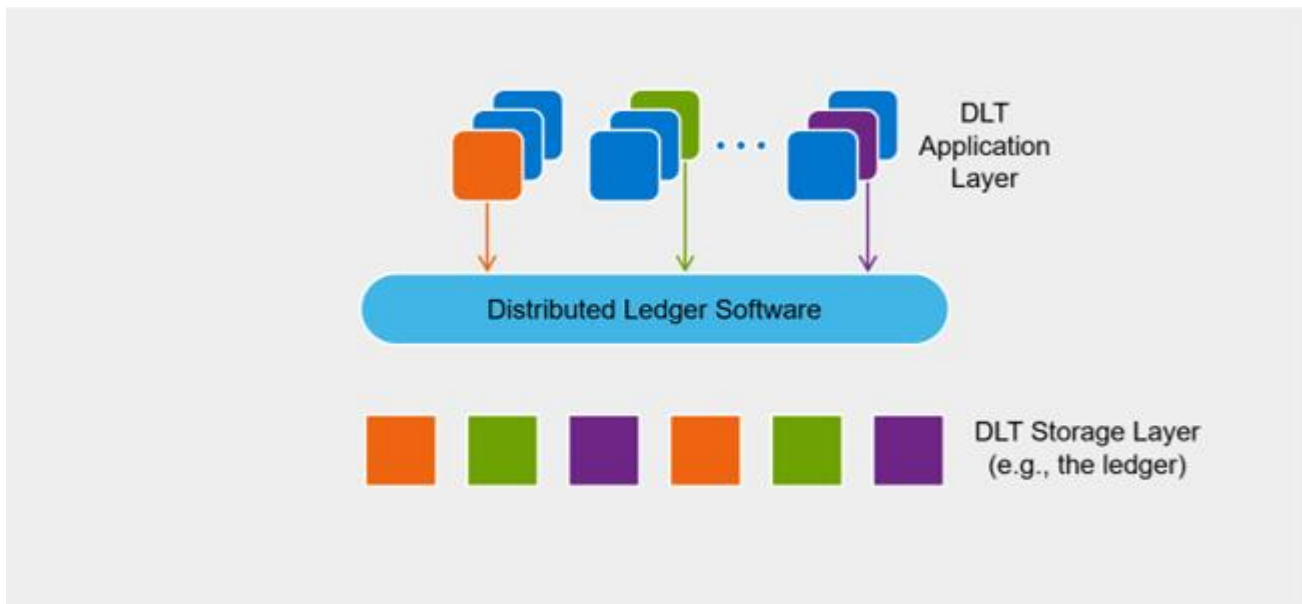 DLT
Application
Layer
Distributed Ledger Software
DLT Storage Layer
(e.g., the ledger)